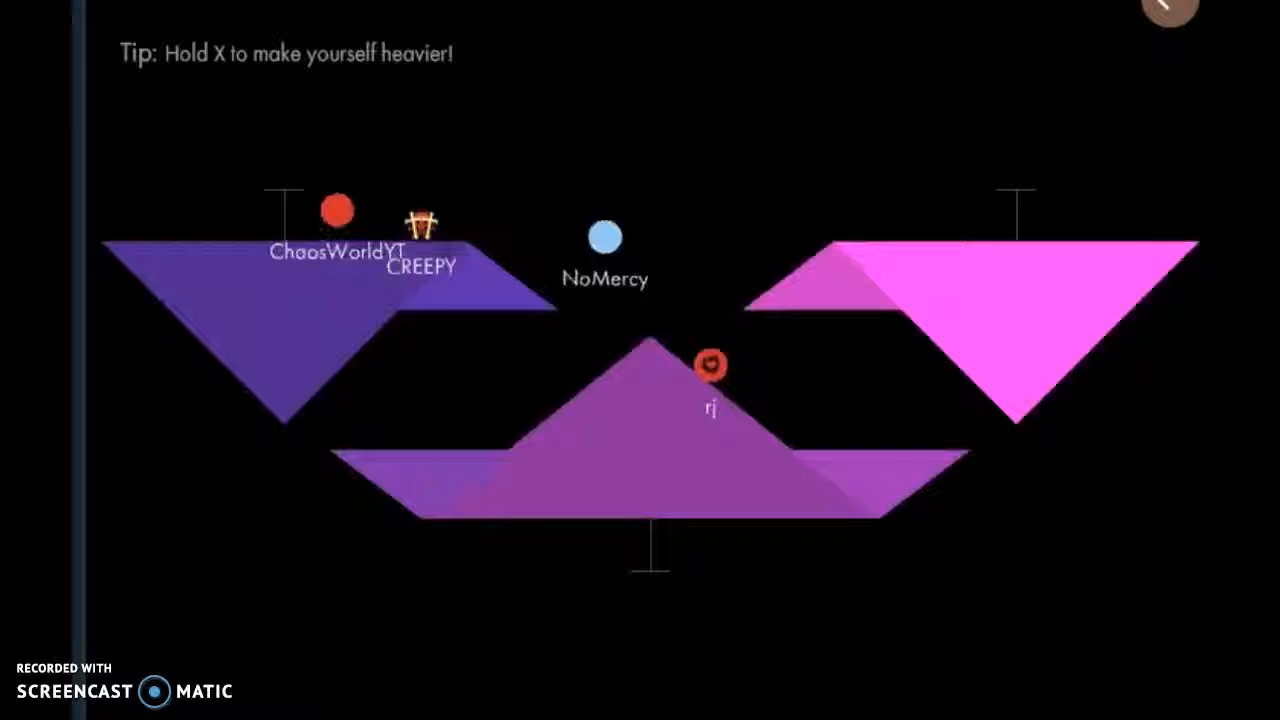 Tip: Hold X to make yourself heavier!
ChaosWorldYT
CREEPY
NoMercy
rj
RECORDED WITH
SCREENCAST MATIC